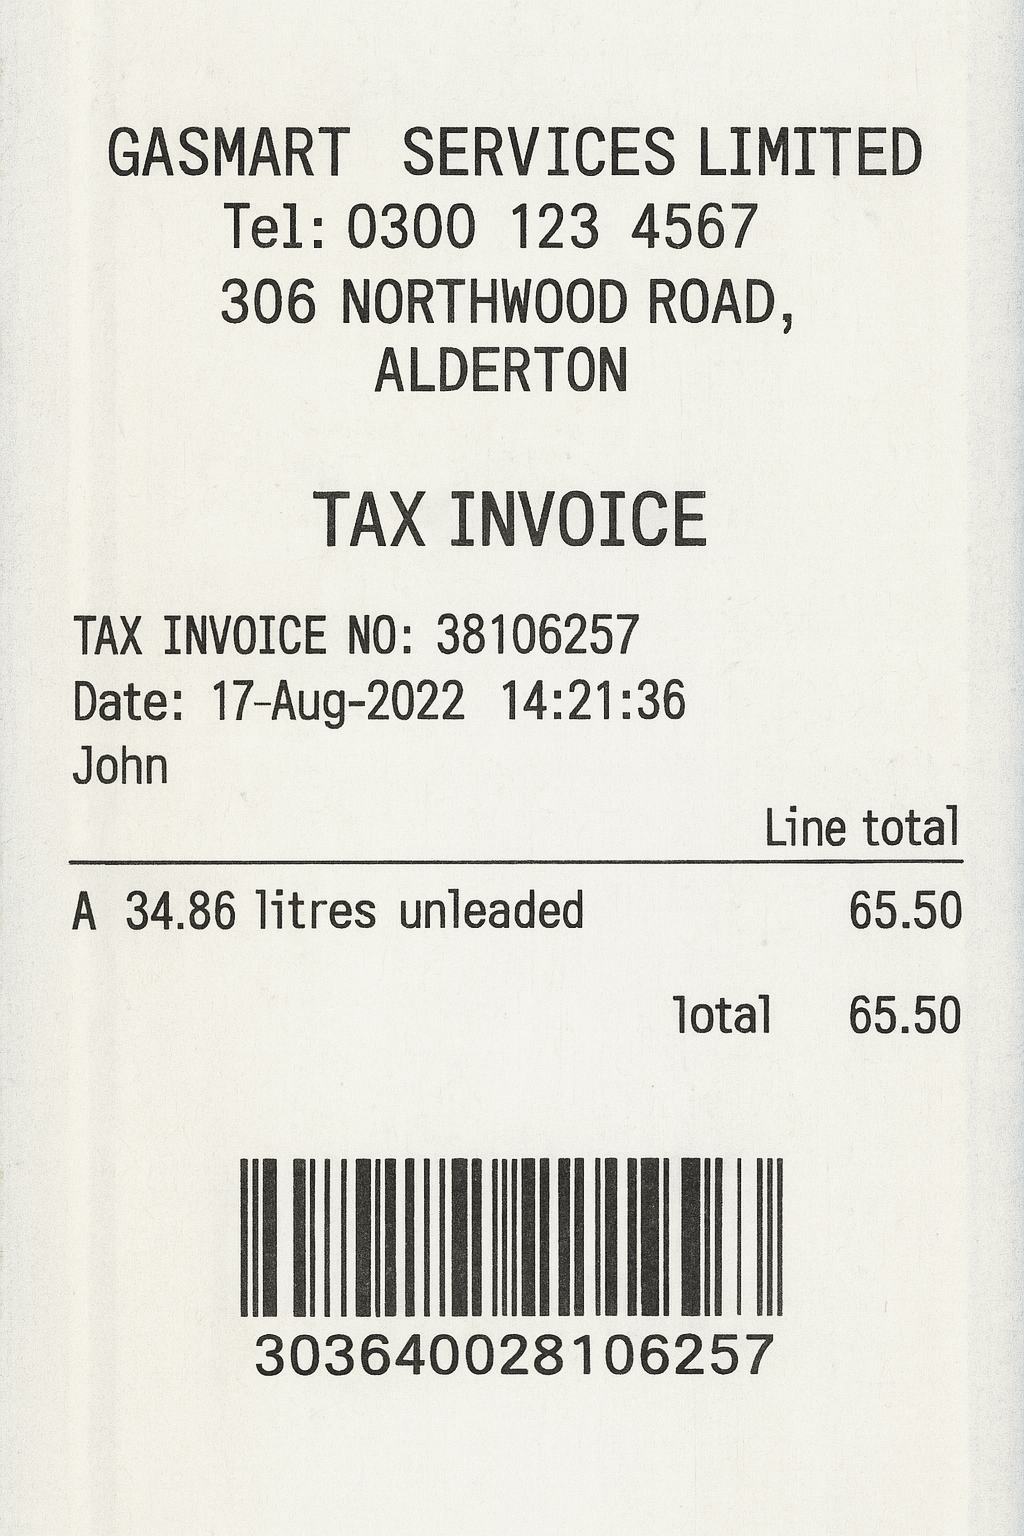 GASMART SERVICES LIMITED
Tel: 0300 123 4567
306 NORTHWOOD ROAD,
ALDERTON
TAX INVOICE
TAX INVOICE NO: 38106257
Date: 17-Aug-2022 14:21:36
John
Line total
A 34.86 litres unleaded 65.50
lotal 65.50
303640028106257